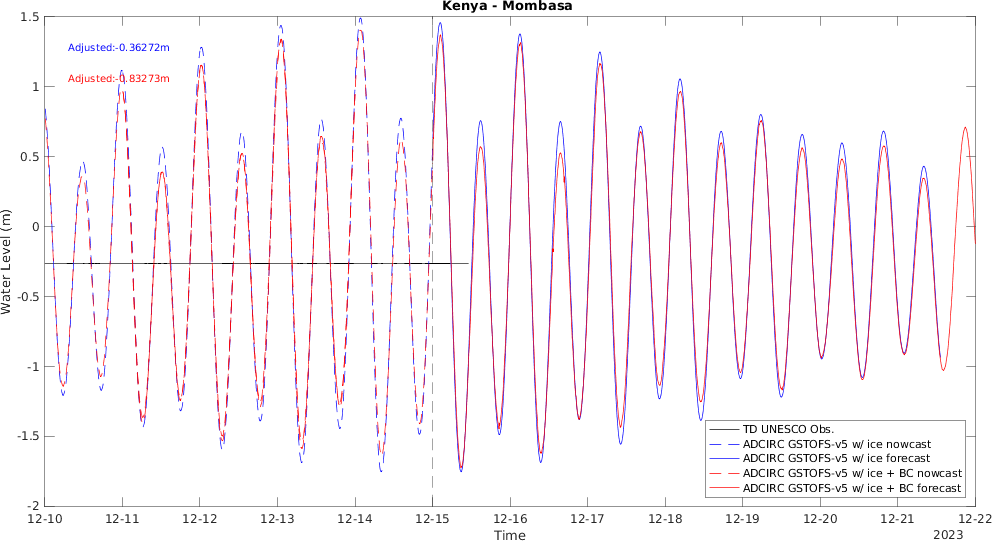 Kenya - Mombasa
Adjusted:-0.36272m
Adjusted:-0.83273m
Water Level (m)
1.5
1
0.5
0
-0.5
-1
-1.5
-2
12-10 12-11 12-12 12-13 12-14 12-15 12-16 12-17 12-18 12-19 12-20 12-21 12-22
Time
2023
TD UNESCO Obs.
ADCIRC GSTOFS-v5 w/ ice nowcast
ADCIRC GSTOFS-v5 w/ ice forecast
ADCIRC GSTOFS-v5 w/ ice + BC nowcast
ADCIRC GSTOFS-v5 w/ ice + BC forecast